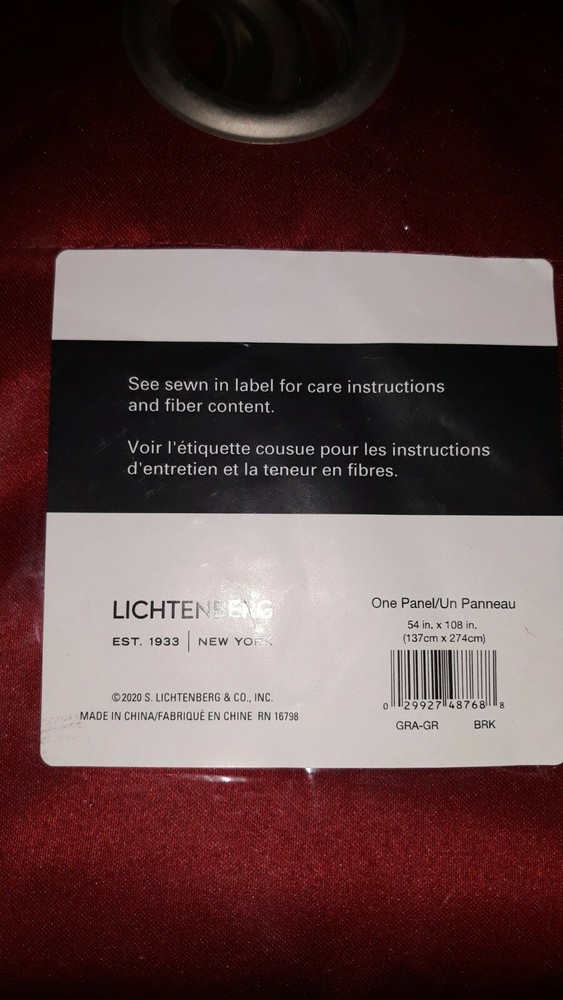 See sewn in label for care instructions
and fiber content.
Voir l'étiquette cousue pour les instructions
d'entretien et la teneur en fibres.
LICHTENBERG
EST. 1933 | NEW YORK
©2020 S. LICHTENBERG & CO., INC.
MADE IN CHINA/FABRIQUÉ EN CHINE RN 16798
One Panel/Un Panneau
54 in. x 108 in.
(137cm x 274cm)
0 29927 48768 8
GRA-GR BRK